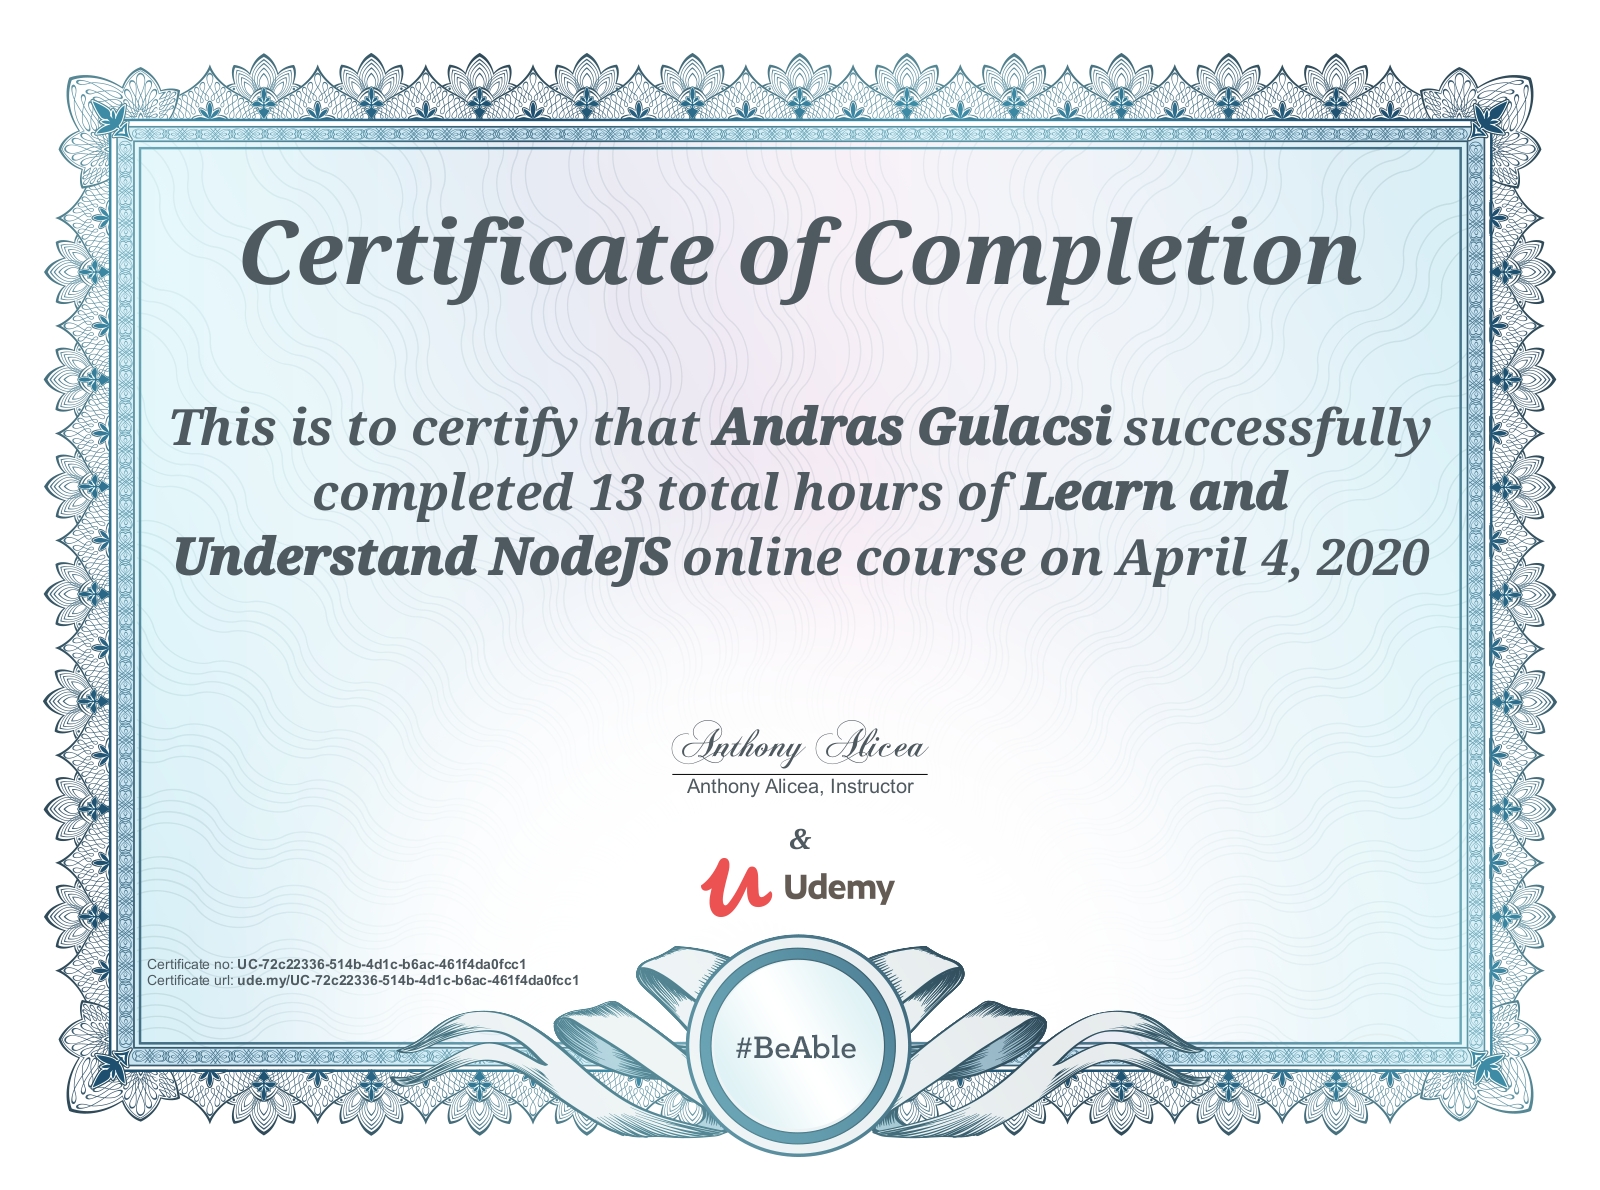 Certificate of Completion
This is to certify that Andras Gulacsi successfully
completed 13 total hours of Learn and
Understand NodeJS online course on April 4, 2020
Anthony Alicea
Anthony Alicea, Instructor
&
Udemy
Certificate no: UC-72c22336-514b-4d1c-b6ac-461f4da0fcc1
Certificate url: ude.my/UC-72c22336-514b-4d1c-b6ac-461f4da0fcc1
#BeAble